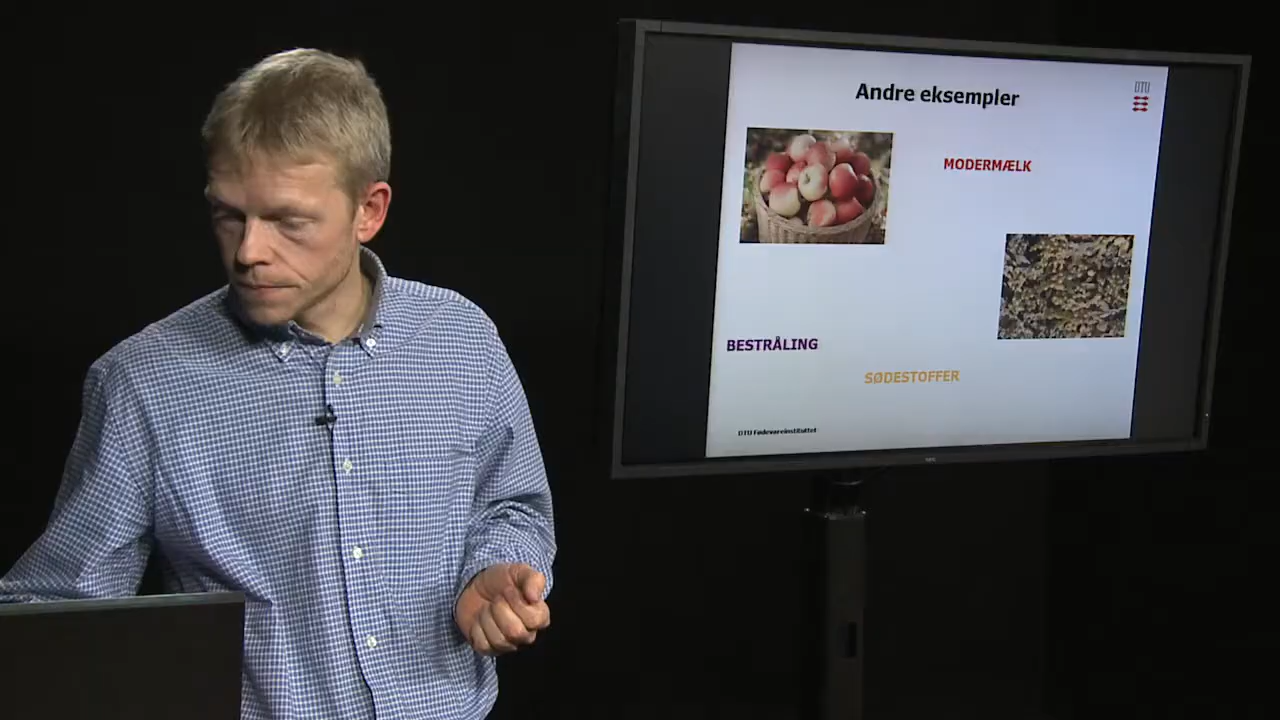 Andre eksempler
DTU
MODERMÆLK
BESTRÅLING
SØDESTOFFER
DTU Fødevareinstituttet